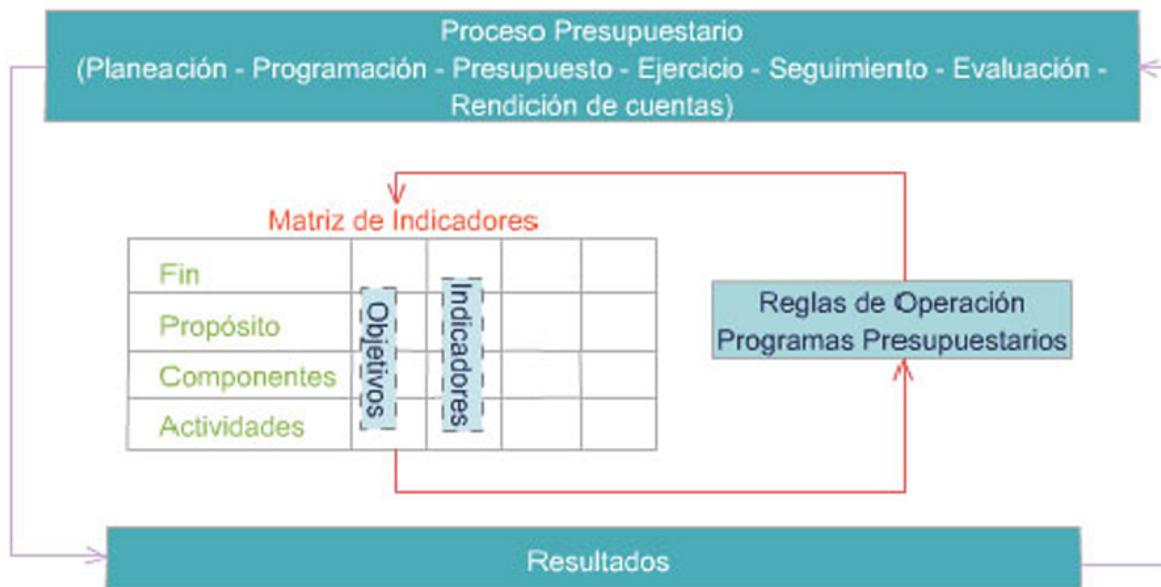 Proceso Presupuestario
(Planeación - Programación - Presupuesto - Ejercicio - Seguimiento - Evaluación -
Rendición de cuentas)
Matriz de Indicadores
Fin
Propósito
Componentes
Actividades
Objetivos
Indicadores
Reglas de Operación
Programas Presupuestarios
Resultados